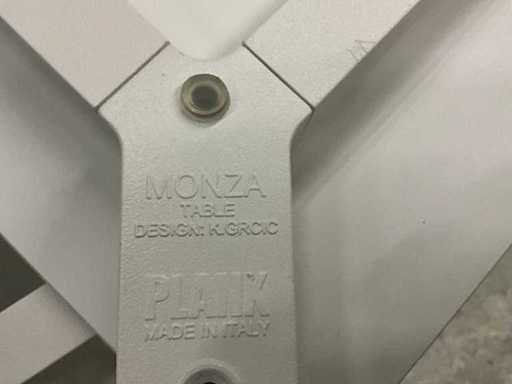 MONZA
TABLE
DESIGN: K.GRCIC
PLANK
MADE IN ITALY